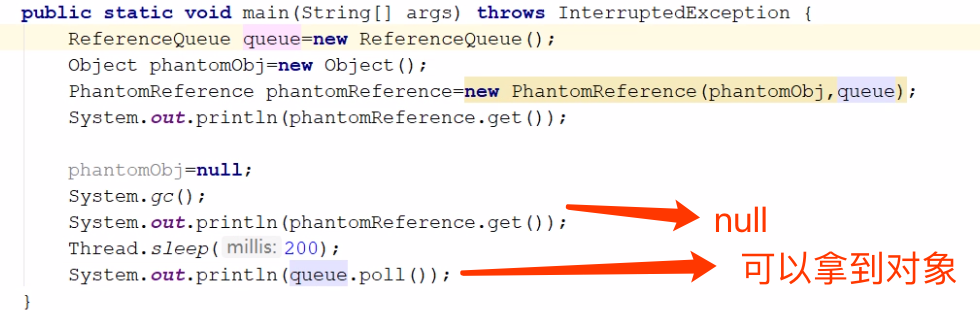 public static void main(String[] args) throws InterruptedException {
ReferenceQueue queue=new ReferenceQueue();
Object phantomObj=new Object();
PhantomReference phantomReference=new PhantomReference(phantomObj,queue);
System.out.println(phantomReference.get());
phantomObj=null;
System.gc();
System.out.println(phantomReference.get());
null
Thread.sleep( millis: 200);
System.out.println(queue.poll());
可以拿到对象
}